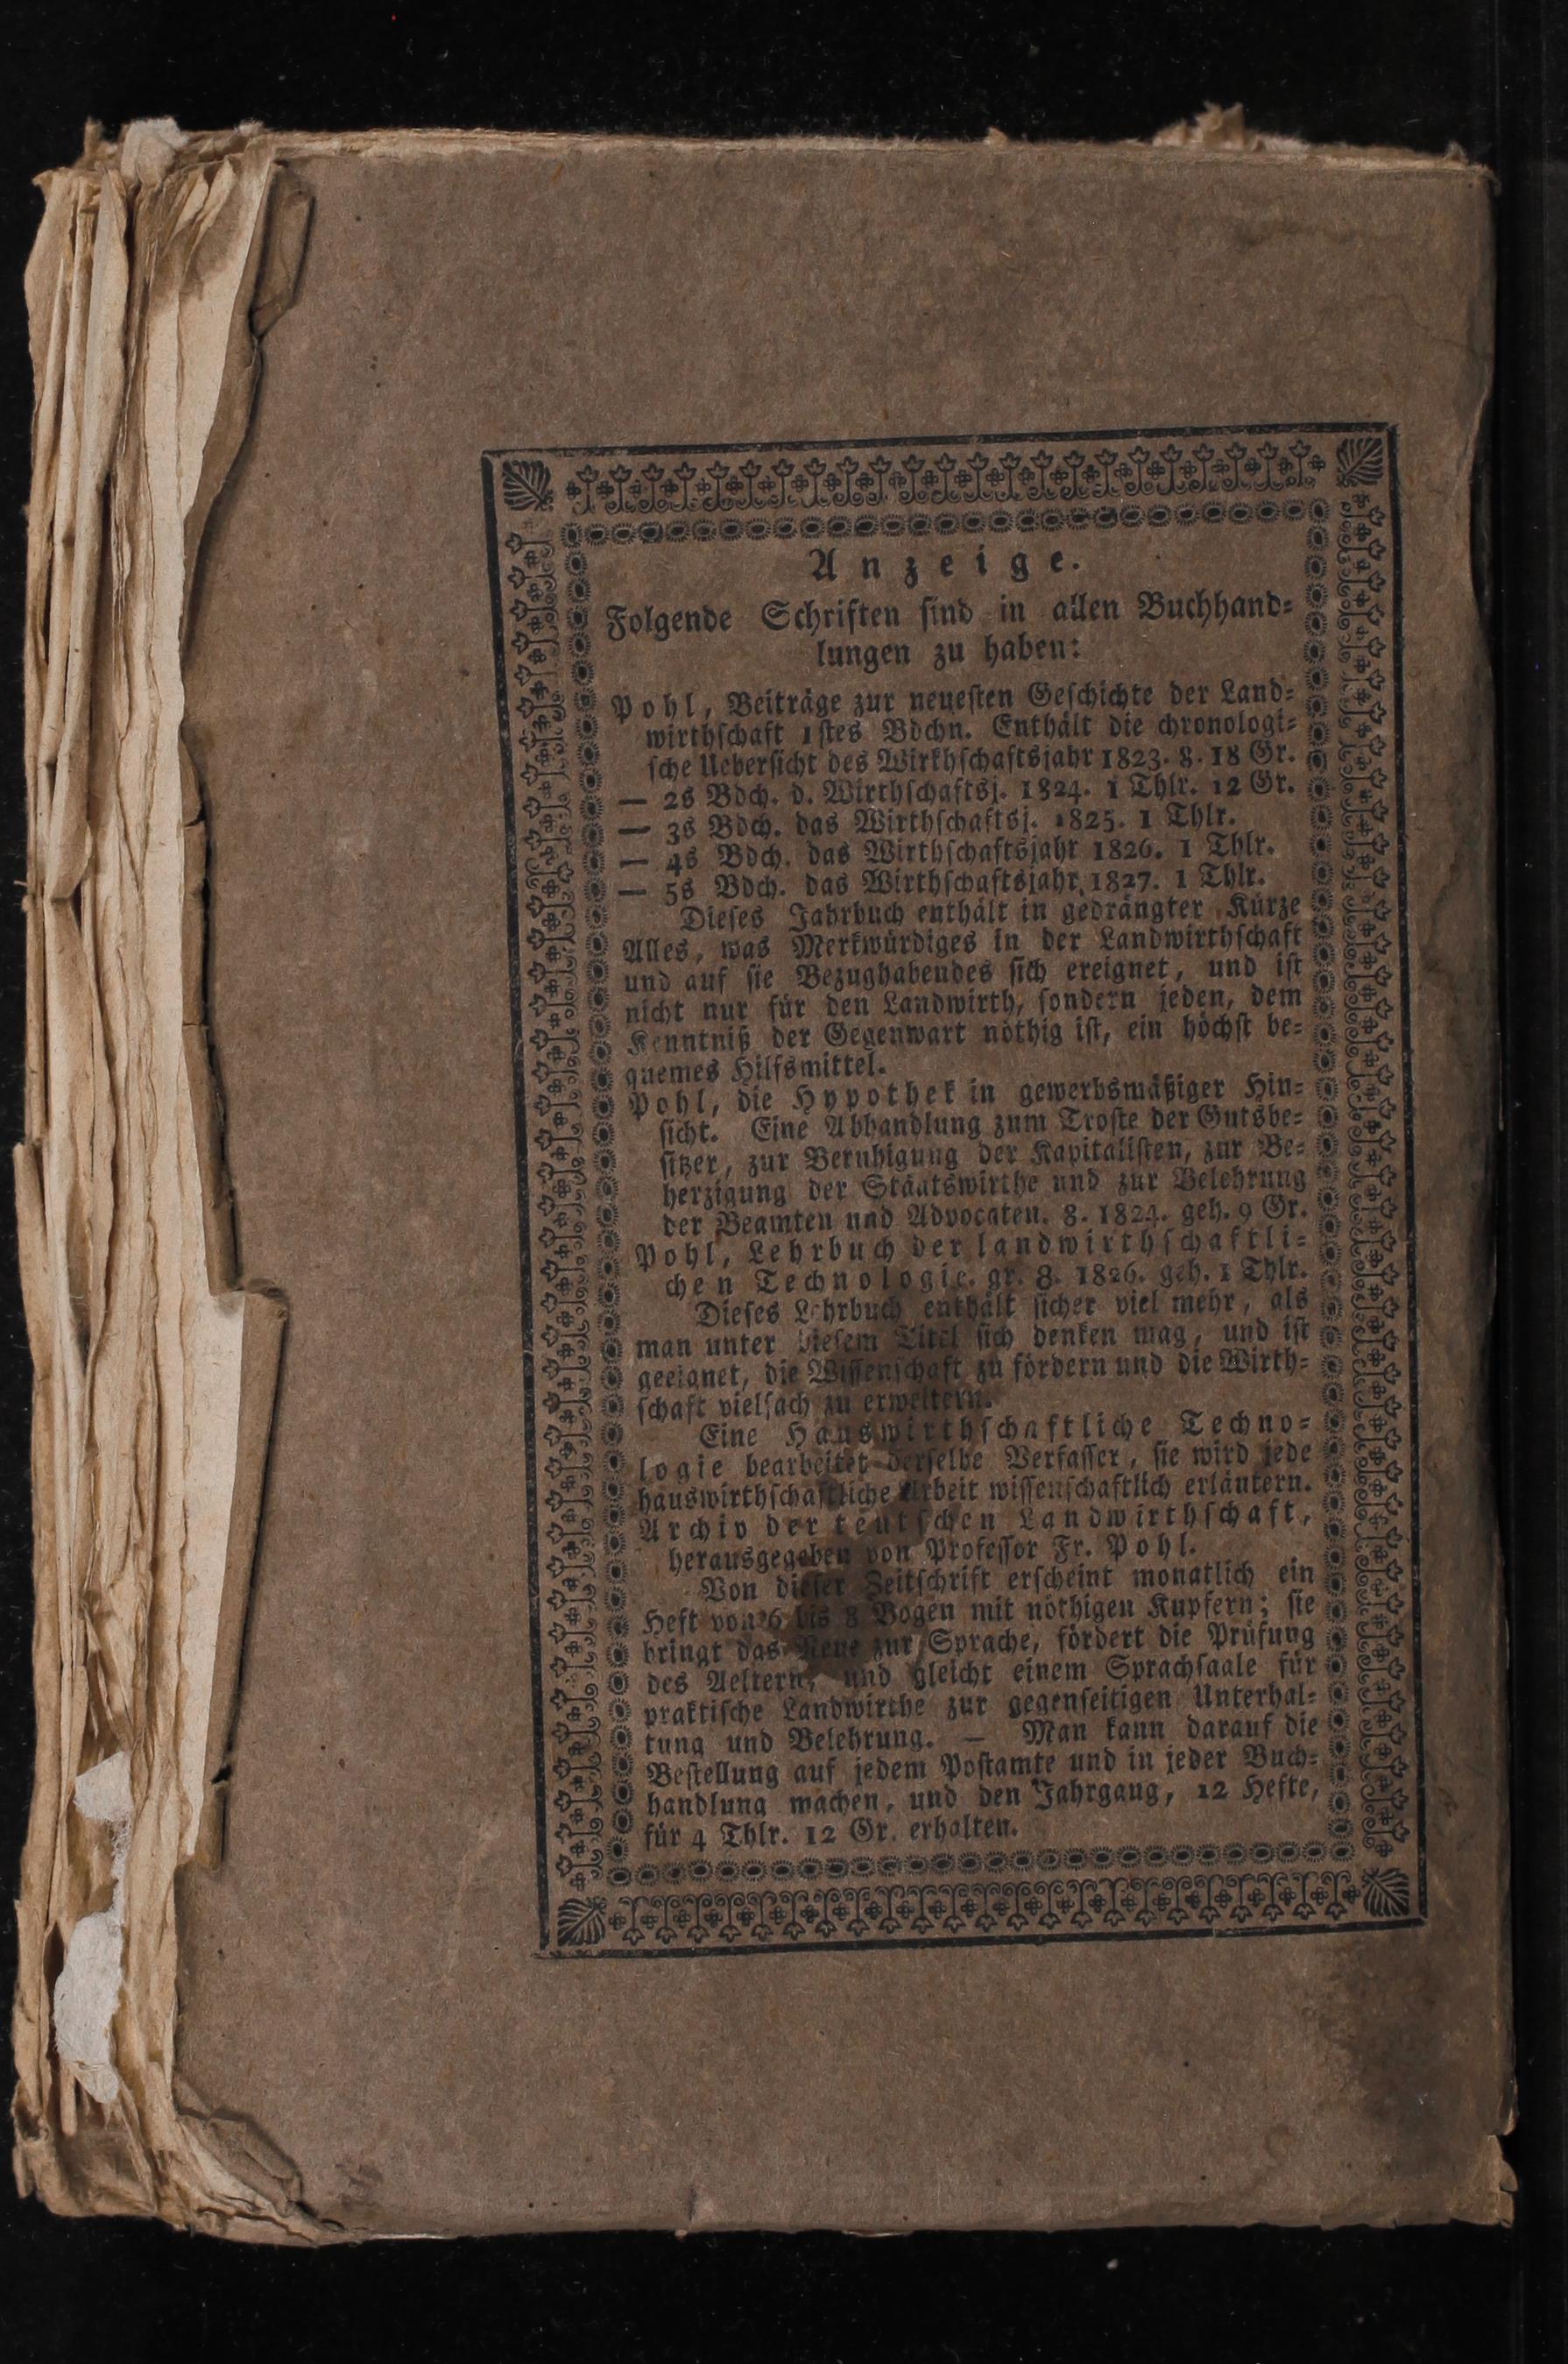 Anzeige.
Folgende Schriften ſind in allen Buchhand⸗
lungen zu haben:
Pohl, Beiträge zur neueſten Geſchichte der Land⸗
wirthſchaft 1ſtes Bdchn. Enthält die chronologi⸗
ſche Ueberſicht des Wirthſchaftsjahr 1823. 8. 18 Gr.
— 2s Bdch. d. Wirthſchaftsj. 1824. 1 Thlr. 12 Gr.
— 3s Bdch. das Wirthſchaftsj. 1825. 1 Thlr.
— 4s Bdch. das Wirthſchaftsjahr 1826. 1 Thlr.
— 5s Bdch. das Wirthſchaftsjahr 1827. 1 Thlr.
Dieſes Jahrbuch enthält in gedrängter Kürze
Alles, was Merkwürdiges in der Landwirthſchaft
und auf ſie Bezughabendes ſich ereignet, und iſt
nicht nur für den Landwirth, ſondern jeden, dem
Kenntniß der Gegenwart nöthig iſt, ein höchſt be⸗
quemes Hilfsmittel.
Pohl, die Hypothek in gewerbsmäßiger Hin⸗
ſicht. Eine Abhandlung zum Troſte der Gutsbe⸗
ſitzer, zur Beruhigung der Kapitaliſten, zur Be⸗
herzigung der Staatswirthe und zur Belehrung
der Beamten und Advocaten. 8. 1824. geh. 9 Gr.
Pohl, Lehrbuch der landwirthſchaftli⸗
chen Technologie. gr. 8. 1826. geh. 1 Thlr.
Dieſes Lehrbuch enthält ſicher viel mehr, als
man unter dieſem Titel ſich denken mag, und iſt
geeignet, die Wiſſenſchaft zu fördern und die Wirth⸗
ſchaft vielfach zu erweitern.
Eine Hauswirthſchaftliche Techno⸗
logie bearbeitet derſelbe Verfaſſer, ſie wird jede
hauswirthſchaftliche Arbeit wiſſenſchaftlich erläutern.
Archiv der teutſchen Landwirthſchaft,
herausgegeben von Profeſſor Fr. Pohl.
Von dieſer Zeitſchrift erſcheint monatlich ein
Heft von 6 bis 8 Bogen mit nöthigen Kupfern; ſie
bringt das Neue zur Sprache, fördert die Prüfung
des Aeltern, und gleicht einem Sprachſaale für
praktiſche Landwirthe zur gegenſeitigen Unterhal⸗
tung und Belehrung. — Man kann darauf die
Beſtellung auf jedem Poſtamte und in jeder Buch⸗
handlung machen, und den Jahrgang, 12 Hefte,
für 4 Thlr. 12 Gr. erhalten.